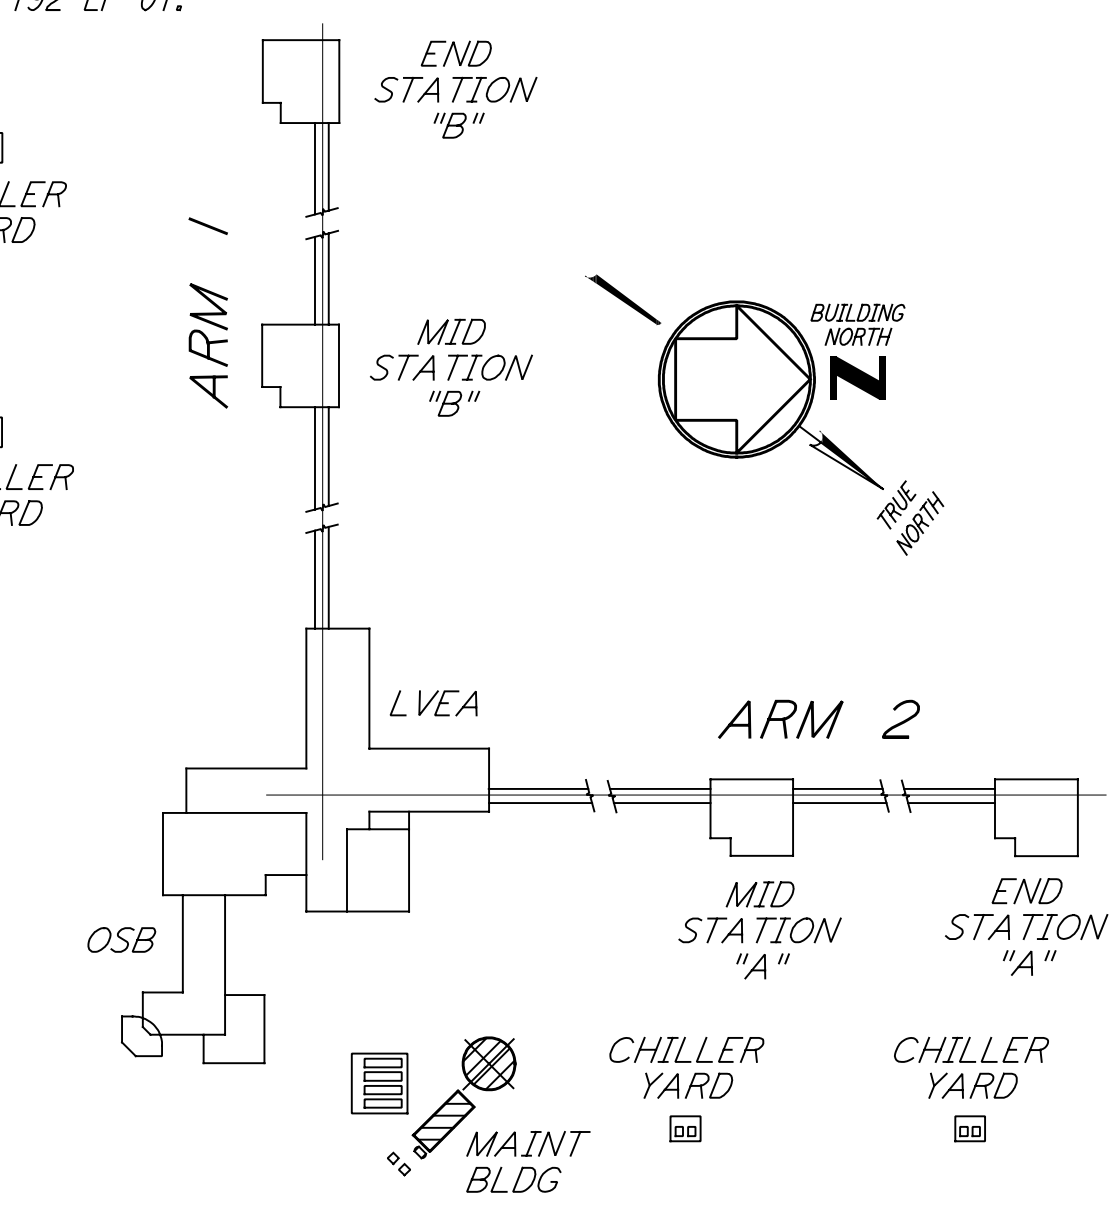 END
STATION
"B"
ARM 1
MID
STATION
"B"
BUILDING
NORTH
N
TRUE
NORTH
LVEA
ARM 2
MID
STATION
"A"
END
STATION
"A"
OSB
CHILLER
YARD
CHILLER
YARD
MAINT
BLDG